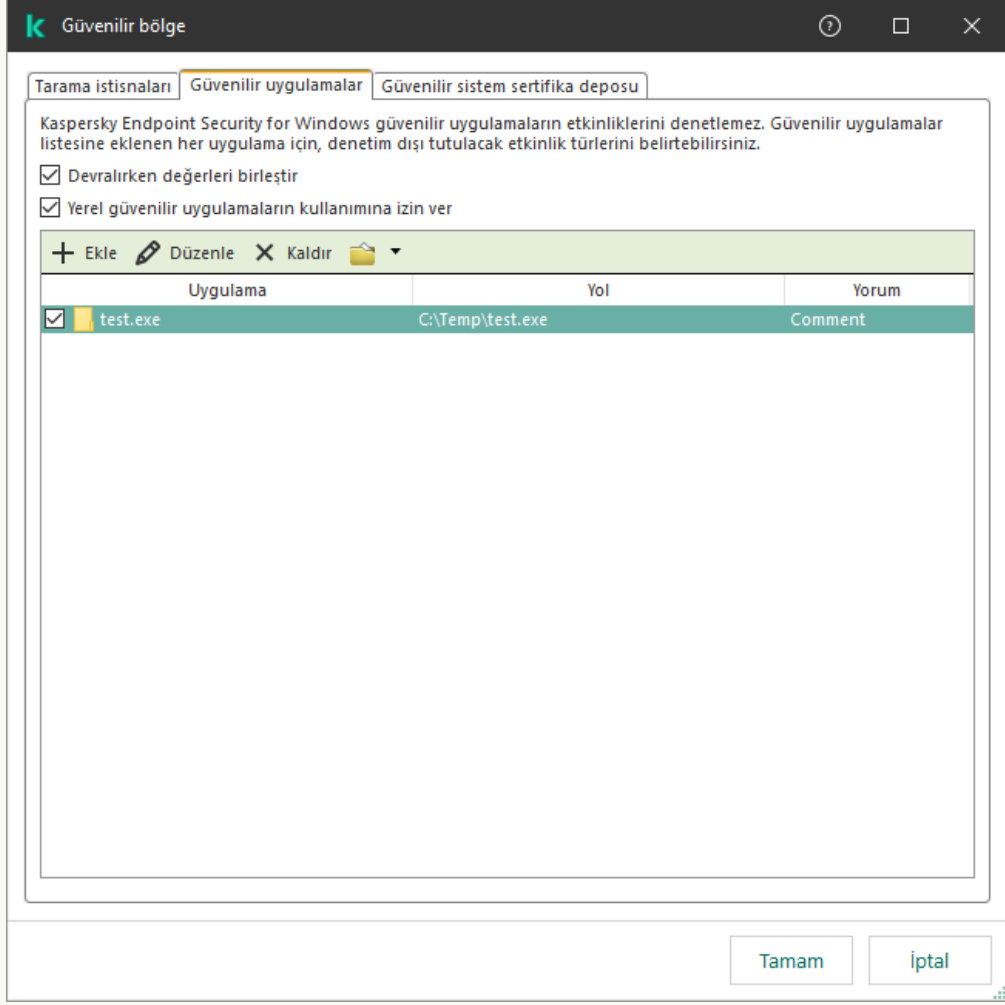 Güvenilir bölge
Tarama istisnaları Güvenilir uygulamalar Güvenilir sistem sertifika deposu
Kaspersky Endpoint Security for Windows güvenilir uygulamaların etkinliklerini denetlemez. Güvenilir uygulamalar
listesine eklenen her uygulama için, denetim dışı tutulacak etkinlik türlerini belirtebilirsiniz.
Devralırken değerleri birleştir
Yerel güvenilir uygulamaların kullanımına izin ver
Ekle Düzenle Kaldır
Uygulama Yol Yorum
test.exe C:\Temp\test.exe Comment
Tamam İptal